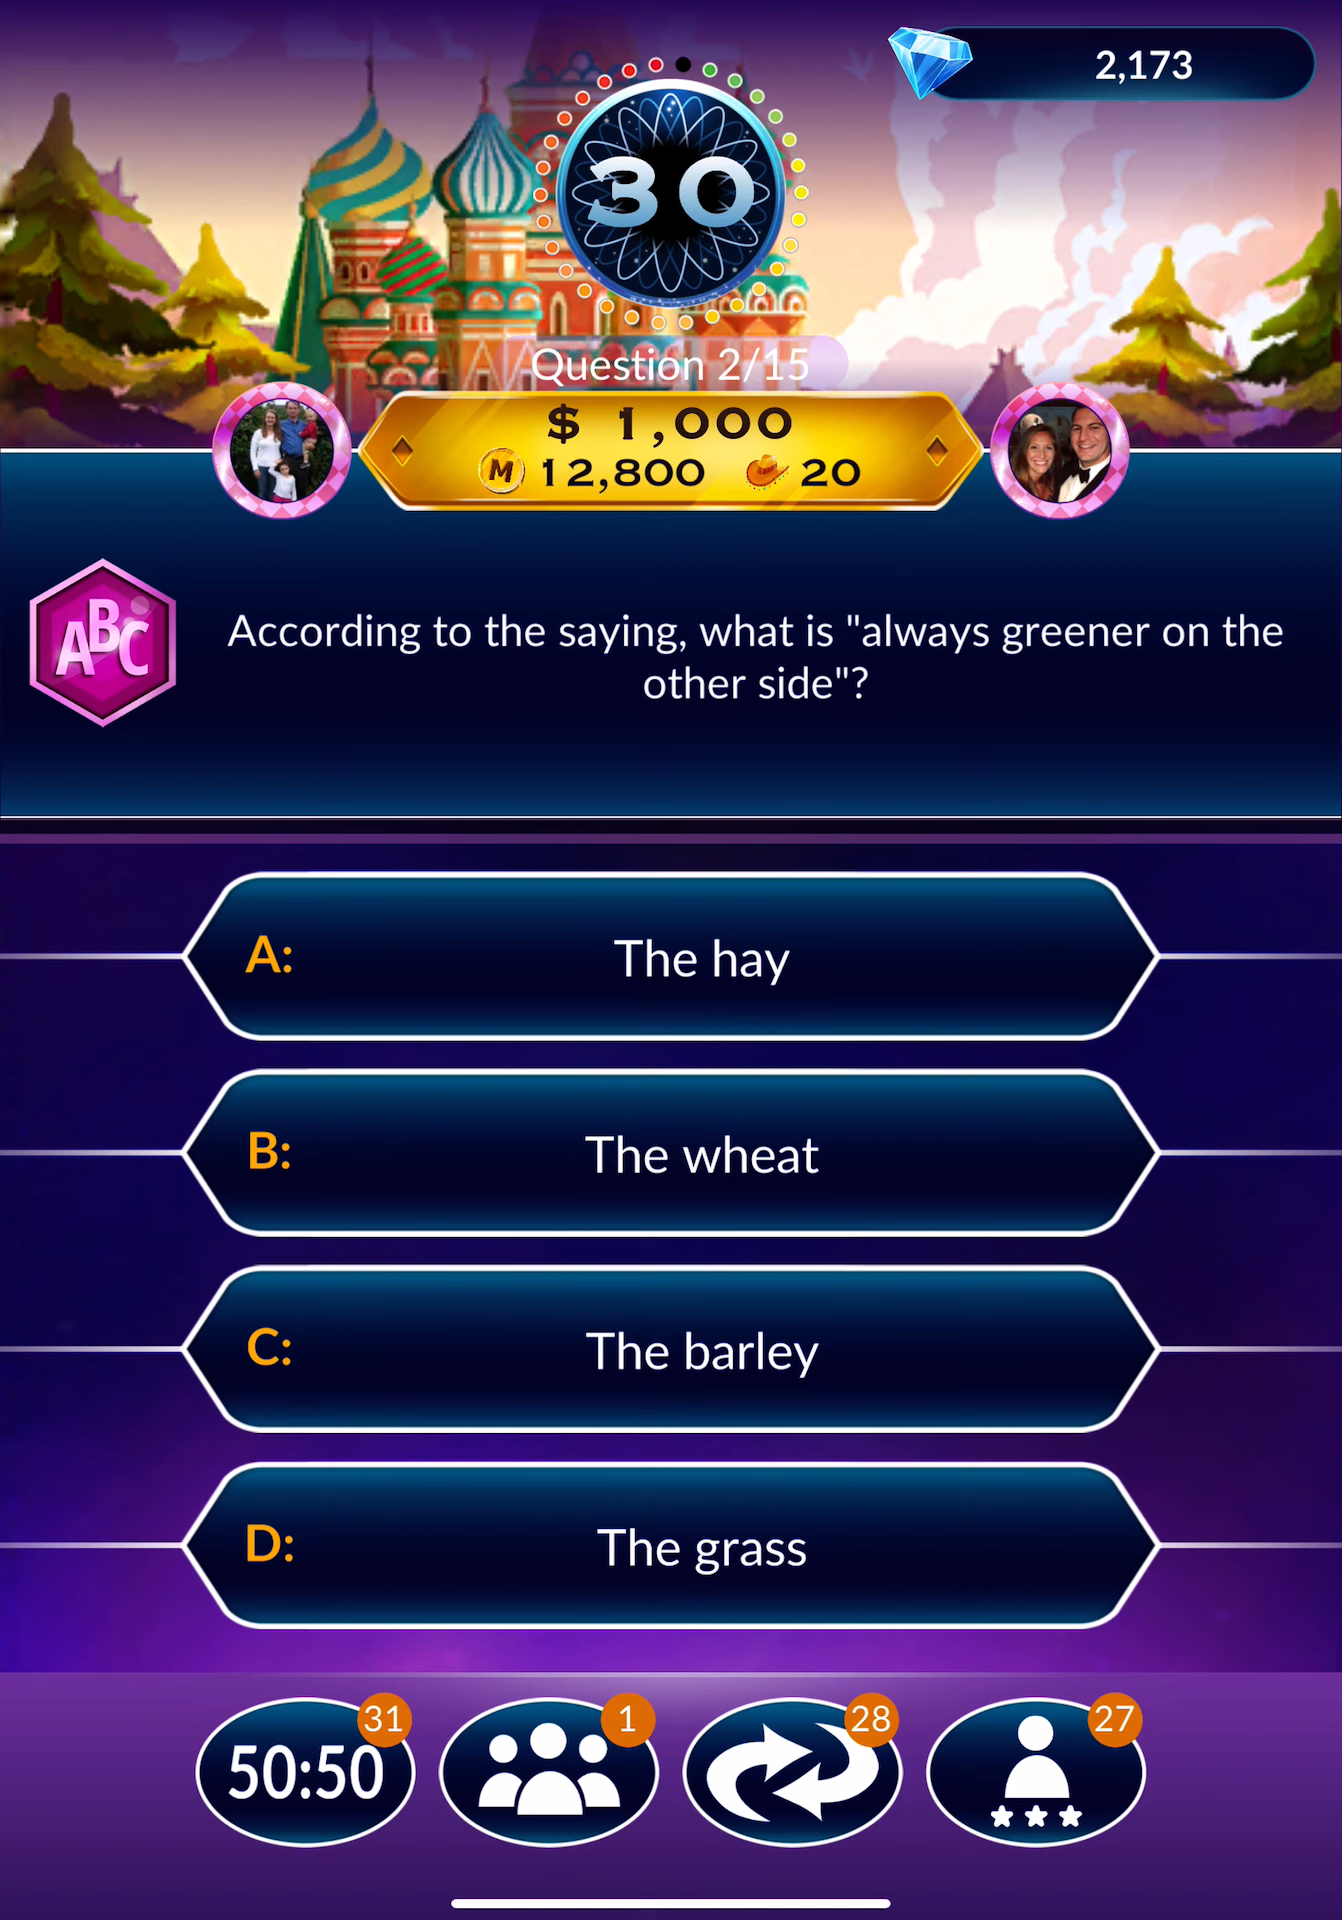 2,173
30
Question 2/15
$ 1,000
M 12,800 20
ABC
According to the saying, what is "always greener on the
other side"?
A: The hay
B: The wheat
C: The barley
D: The grass
31 1 28 27
50:50